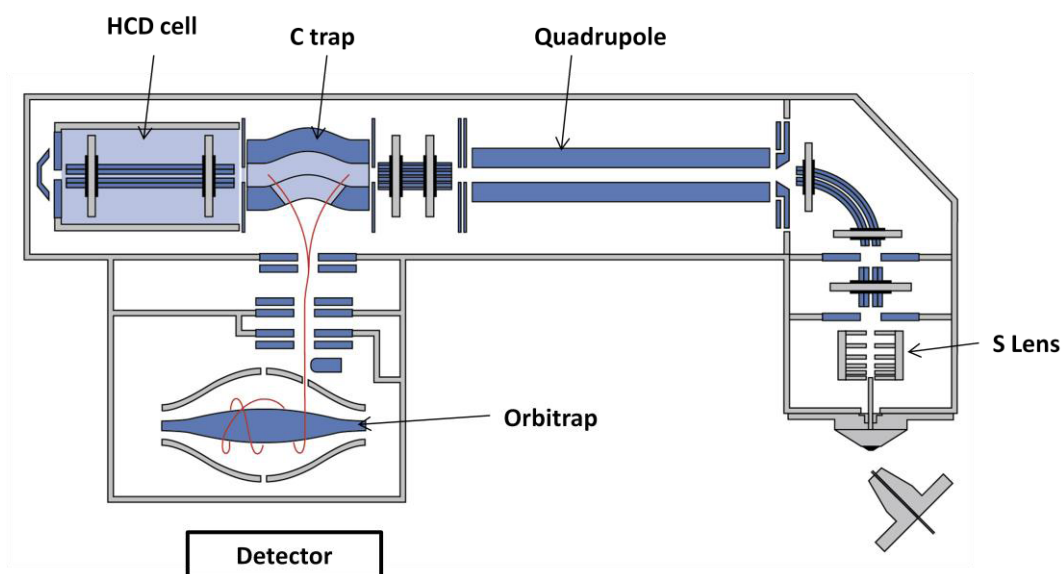 HCD cell
C trap
Quadrupole
S Lens
Orbitrap
Detector